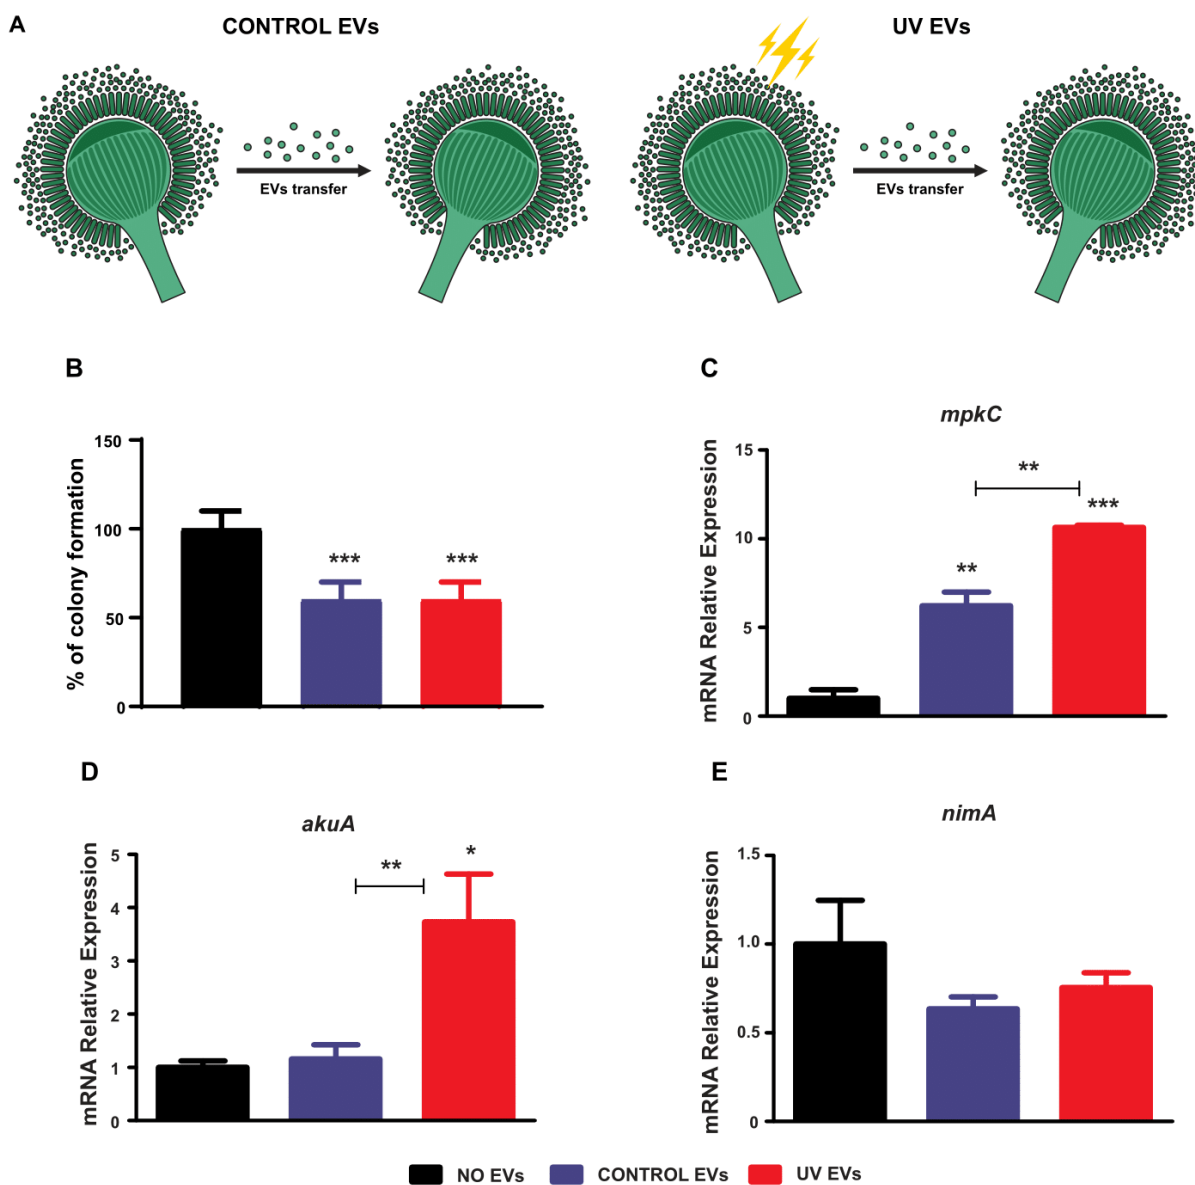 A
CONTROL EVs
UV EVs
EVs transfer
EVs transfer
B
% of colony formation
150
100
50
0
***
***
C
mpkC
mRNA Relative Expression
15
10
5
0
**
**
***
D
akuA
mRNA Relative Expression
5
4
3
2
1
0
**
*
E
nimA
mRNA Relative Expression
1.5
1.0
0.5
0
NO EVs
CONTROL EVs
UV EVs